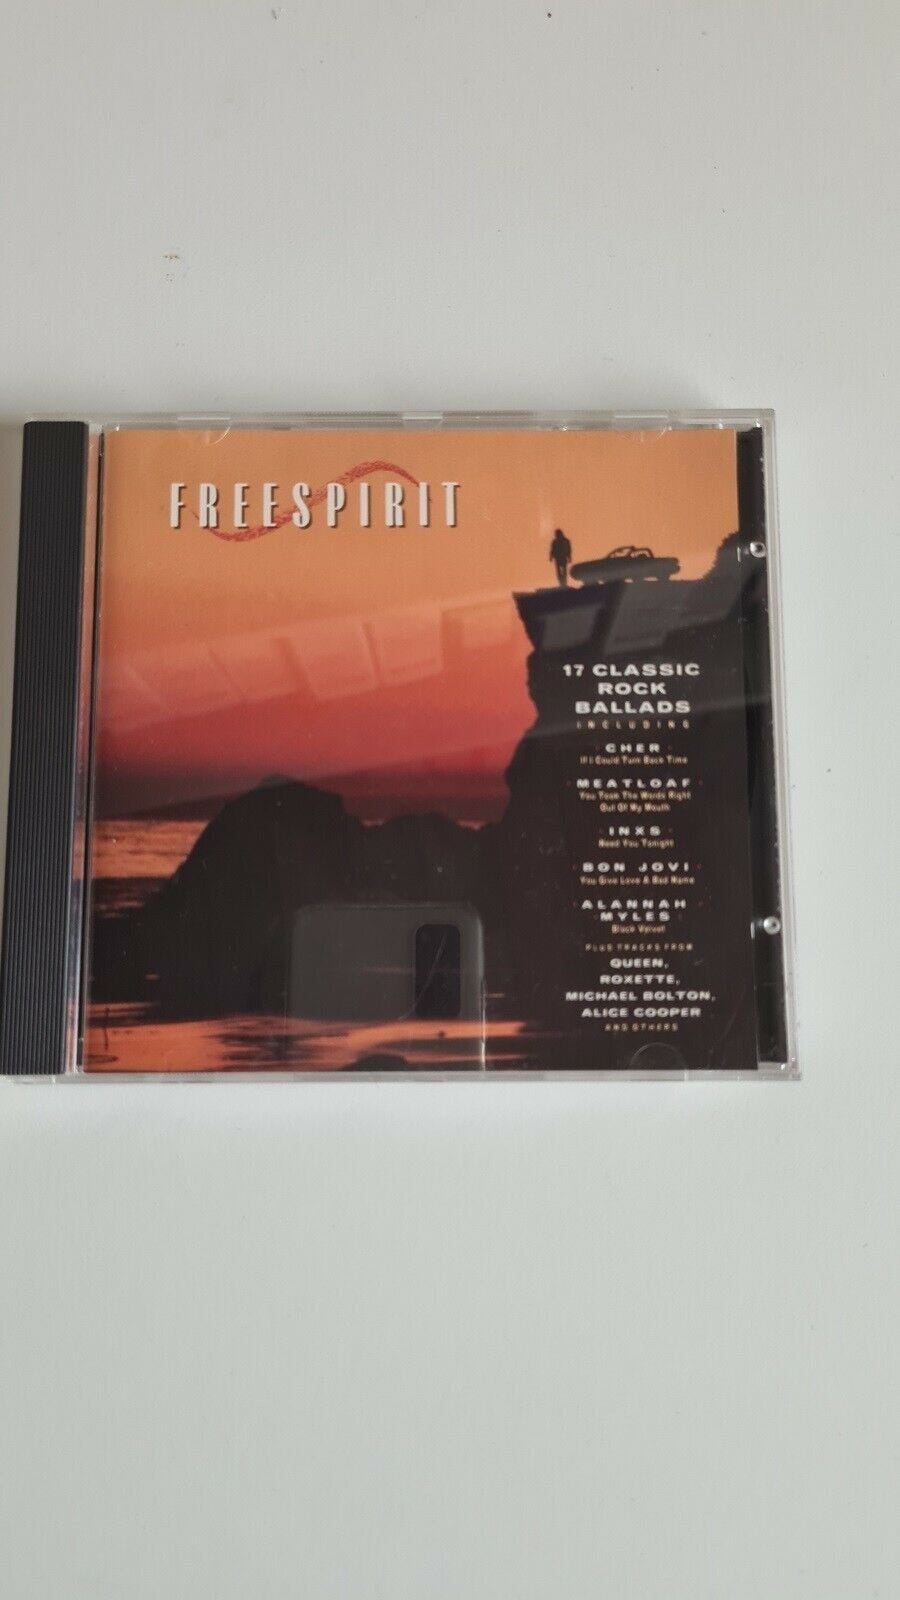 FREESPIRIT
17 CLASSIC
ROCK
BALLADS
INCLUDING
CHER
If I Could Turn Back Time
MEATLOAF
You Took The Words Right
Out Of My Mouth
INXS
Need You Tonight
BON JOVI
You Give Love A Bad Name
ALANNAH
MYLES
Black Velvet
PLUS TRACKS FROM
QUEEN,
ROXETTE,
MICHAEL BOLTON,
ALICE COOPER
AND OTHERS